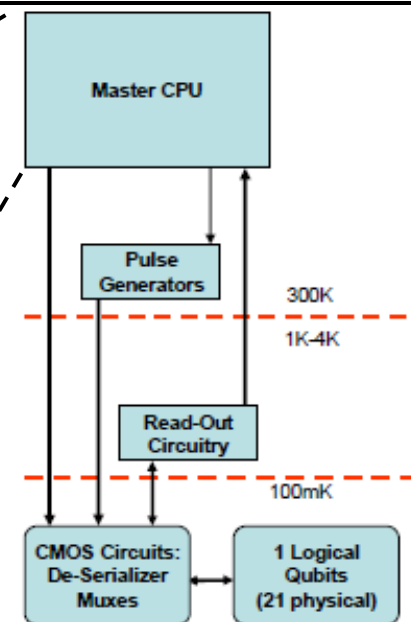 Master CPU
Pulse
Generators
300K
1K-4K
Read-Out
Circuitry
100mK
CMOS Circuits:
De-Serializer
Muxes
1 Logical
Qubits
(21 physical)